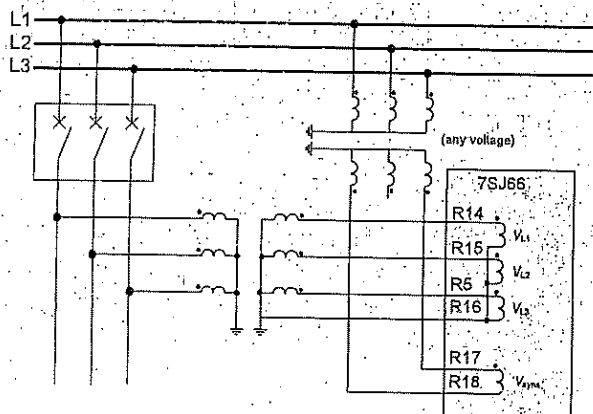 L1
L2
L3
(any voltage)
7SJ66
R14
VL1
R15
VL2
R5
R16
VL3
R17
R18
Vsync